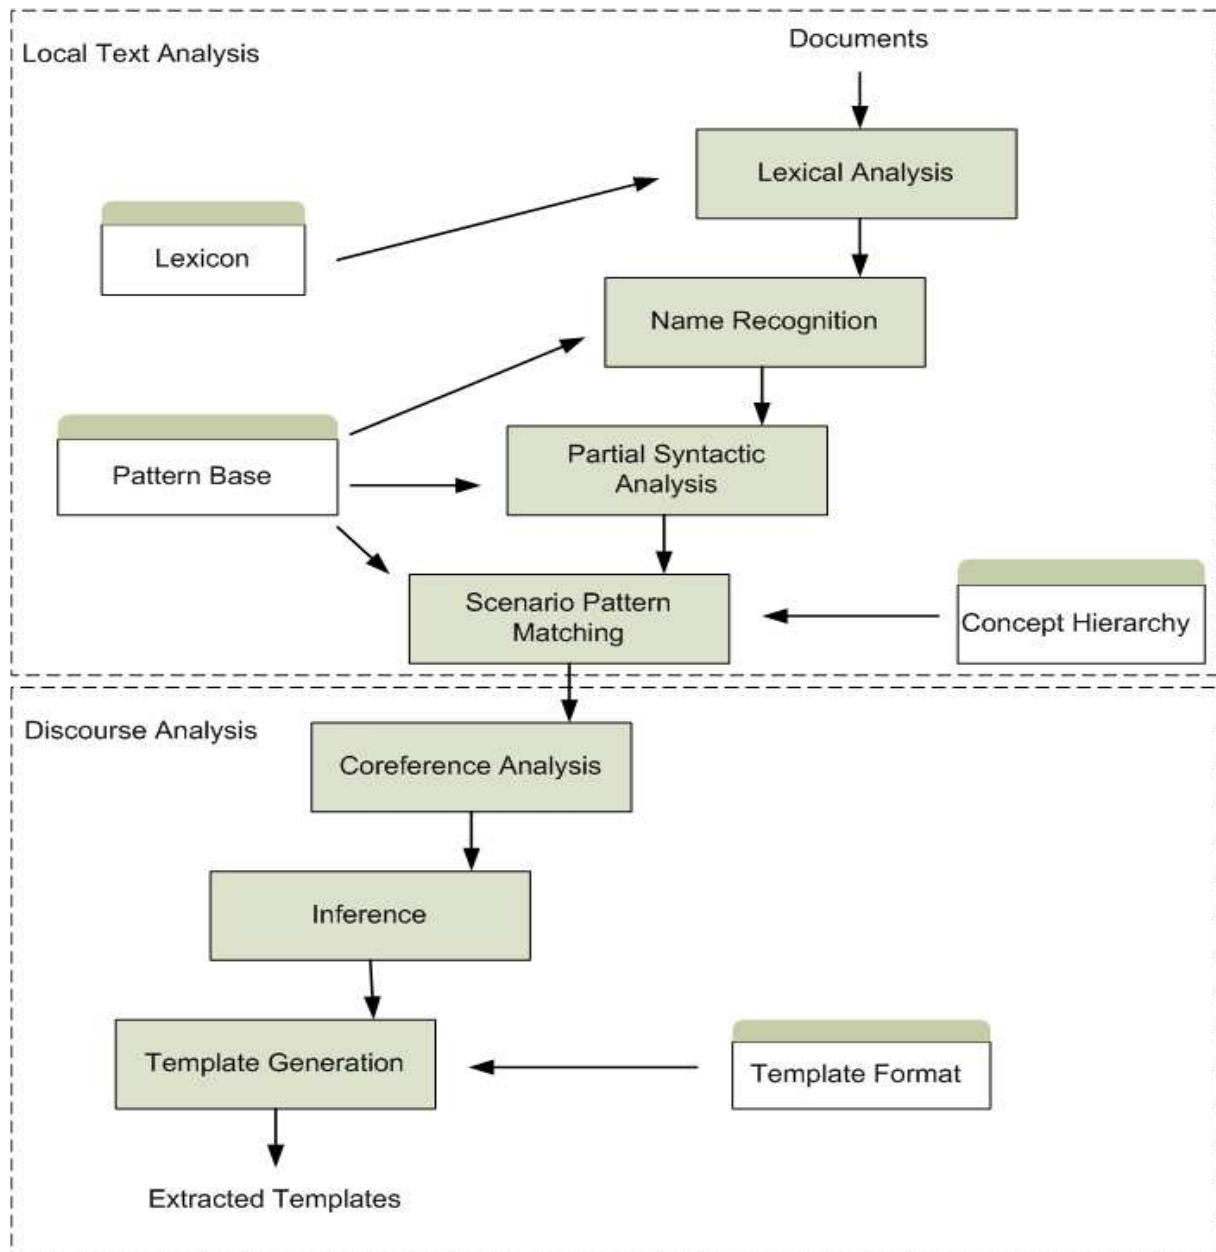 Documents
Local Text Analysis
Lexical Analysis
Lexicon
Name Recognition
Partial Syntactic
Analysis
Pattern Base
Scenario Pattern
Matching
Concept Hierarchy
Discourse Analysis
Coreference Analysis
Inference
Template Generation
Template Format
Extracted Templates